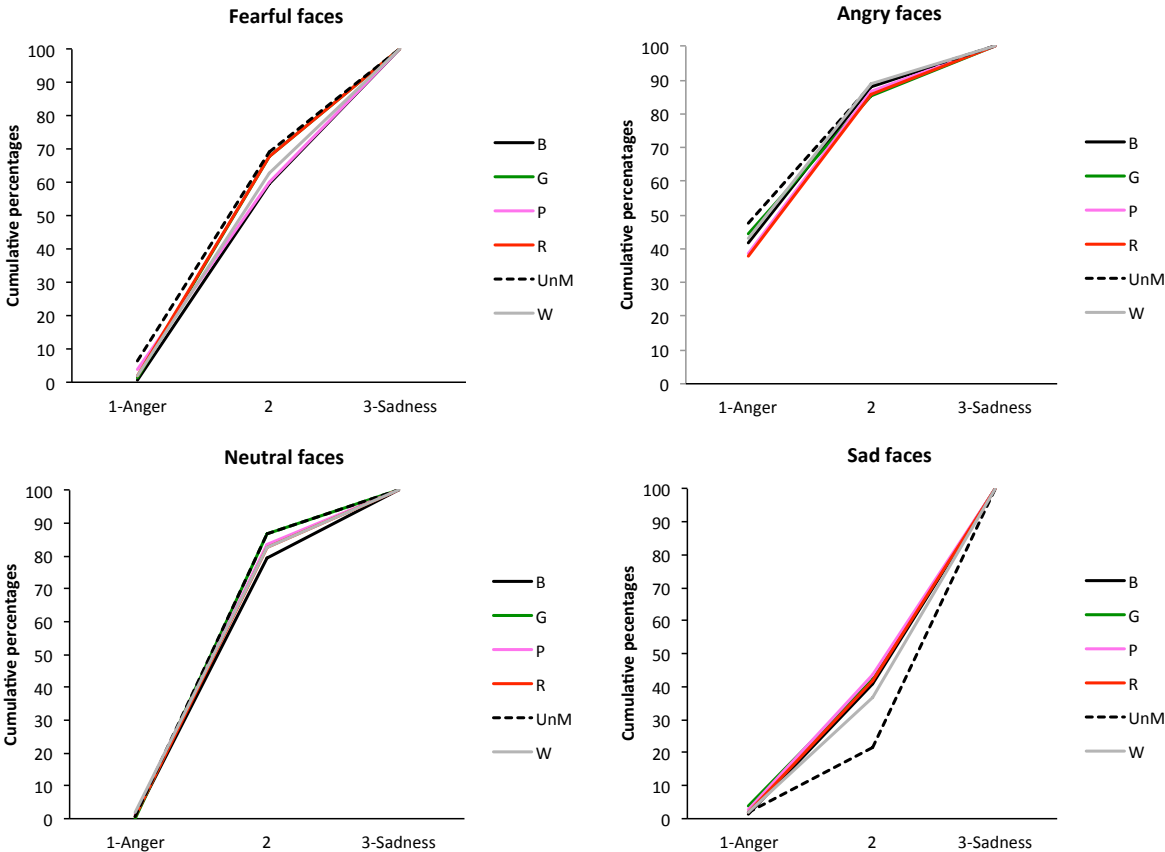 Fearful faces
Cumulative percentages
100
90
80
70
60
50
40
30
20
10
0
1-Anger 2 3-Sadness
B
G
P
R
UnM
W
Angry faces
Cumulative percenatages
100
90
80
70
60
50
40
30
20
10
0
1-Anger 2 3-Sadness
B
G
P
R
UnM
W
Neutral faces
Cumulative percentages
100
90
80
70
60
50
40
30
20
10
0
1-Anger 2 3-Sadness
B
G
P
R
UnM
W
Sad faces
Cumulative pecentages
100
90
80
70
60
50
40
30
20
10
0
1-Anger 2 3-Sadness
B
G
P
R
UnM
W